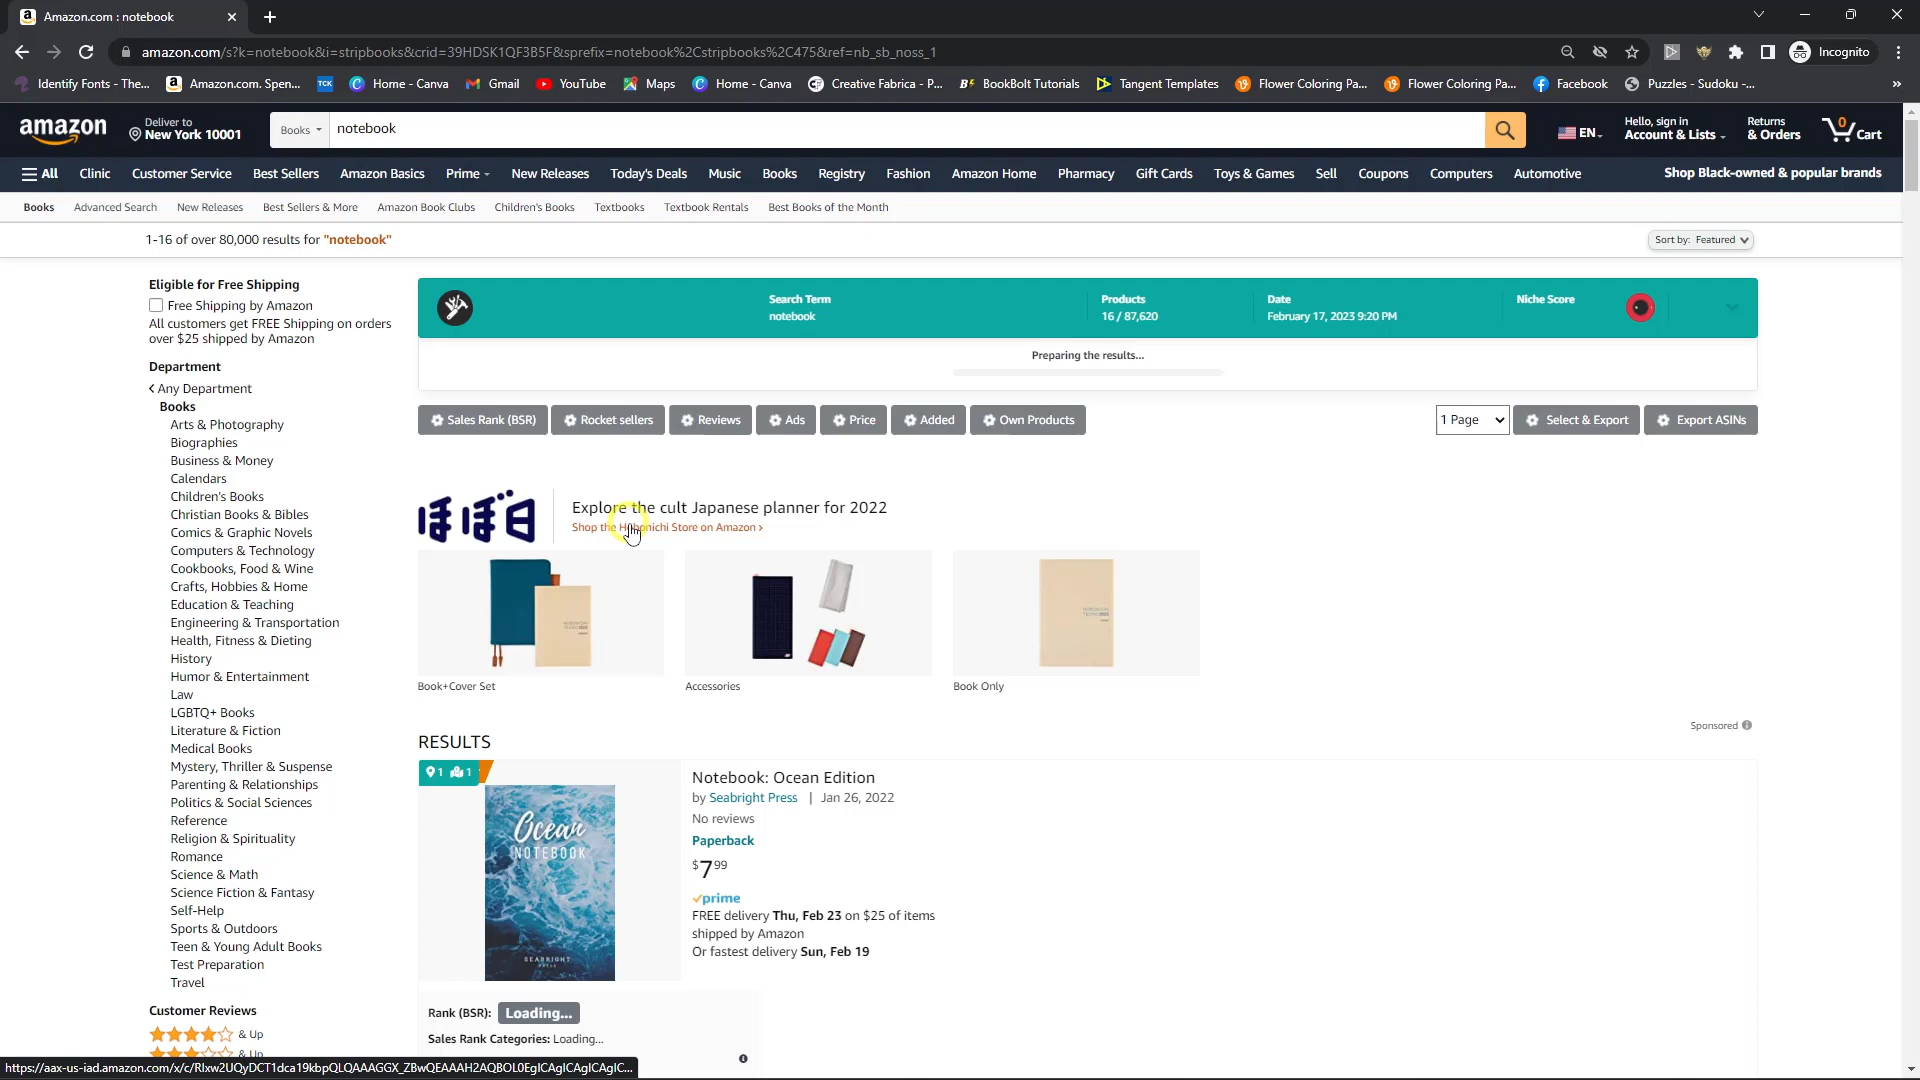 Amazon.com : notebook
amazon.com/s?k=notebook&i=stripbooks&crid=39HDSK1QF3B5F&sprefix=notebook%2Cstripbooks%2C475&ref=nb_sb_noss_1
Incognito
Identify Fonts - The...
Amazon.com. Spen...
TCK
Home - Canva
Gmail
YouTube
Maps
Home - Canva
Creative Fabrica - P...
BookBolt Tutorials
Tangent Templates
Flower Coloring Pa...
Flower Coloring Pa...
Facebook
Puzzles - Sudoku -...
amazon
Deliver to
New York 10001
Books
notebook
EN
Hello, sign in
Account & Lists
Returns
& Orders
0
Cart
All
Clinic
Customer Service
Best Sellers
Amazon Basics
Prime
New Releases
Today's Deals
Music
Books
Registry
Fashion
Amazon Home
Pharmacy
Gift Cards
Toys & Games
Sell
Coupons
Computers
Automotive
Shop Black-owned & popular brands
Books
Advanced Search
New Releases
Best Sellers & More
Amazon Book Clubs
Children's Books
Textbooks
Textbook Rentals
Best Books of the Month
1-16 of over 80,000 results for "notebook"
Sort by: Featured
Eligible for Free Shipping
Free Shipping by Amazon
All customers get FREE Shipping on orders
over $25 shipped by Amazon
Department
Any Department
Books
Arts & Photography
Biographies
Business & Money
Calendars
Children's Books
Christian Books & Bibles
Comics & Graphic Novels
Computers & Technology
Cookbooks, Food & Wine
Crafts, Hobbies & Home
Education & Teaching
Engineering & Transportation
Health, Fitness & Dieting
History
Humor & Entertainment
Law
LGBTQ+ Books
Literature & Fiction
Medical Books
Mystery, Thriller & Suspense
Parenting & Relationships
Politics & Social Sciences
Reference
Religion & Spirituality
Romance
Science & Math
Science Fiction & Fantasy
Self-Help
Sports & Outdoors
Teen & Young Adult Books
Test Preparation
Travel
Customer Reviews
& Up
& Up
Search Term
notebook
Products
16 / 87,620
Date
February 17, 2023 9:20 PM
Niche Score
Preparing the results...
Sales Rank (BSR)
Rocket sellers
Reviews
Ads
Price
Added
Own Products
1 Page
Select & Export
Export ASINs
ほぼ日
Explore the cult Japanese planner for 2022
Shop the Hobonichi Store on Amazon ›
Book+Cover Set
Accessories
Book Only
Sponsored
RESULTS
1 1
Ocean
NOTEBOOK
SEABRIGHT
PRESS
Notebook: Ocean Edition
by Seabright Press | Jan 26, 2022
No reviews
Paperback
$7 99
prime
FREE delivery Thu, Feb 23 on $25 of items
shipped by Amazon
Or fastest delivery Sun, Feb 19
Rank (BSR): Loading...
Sales Rank Categories: Loading...